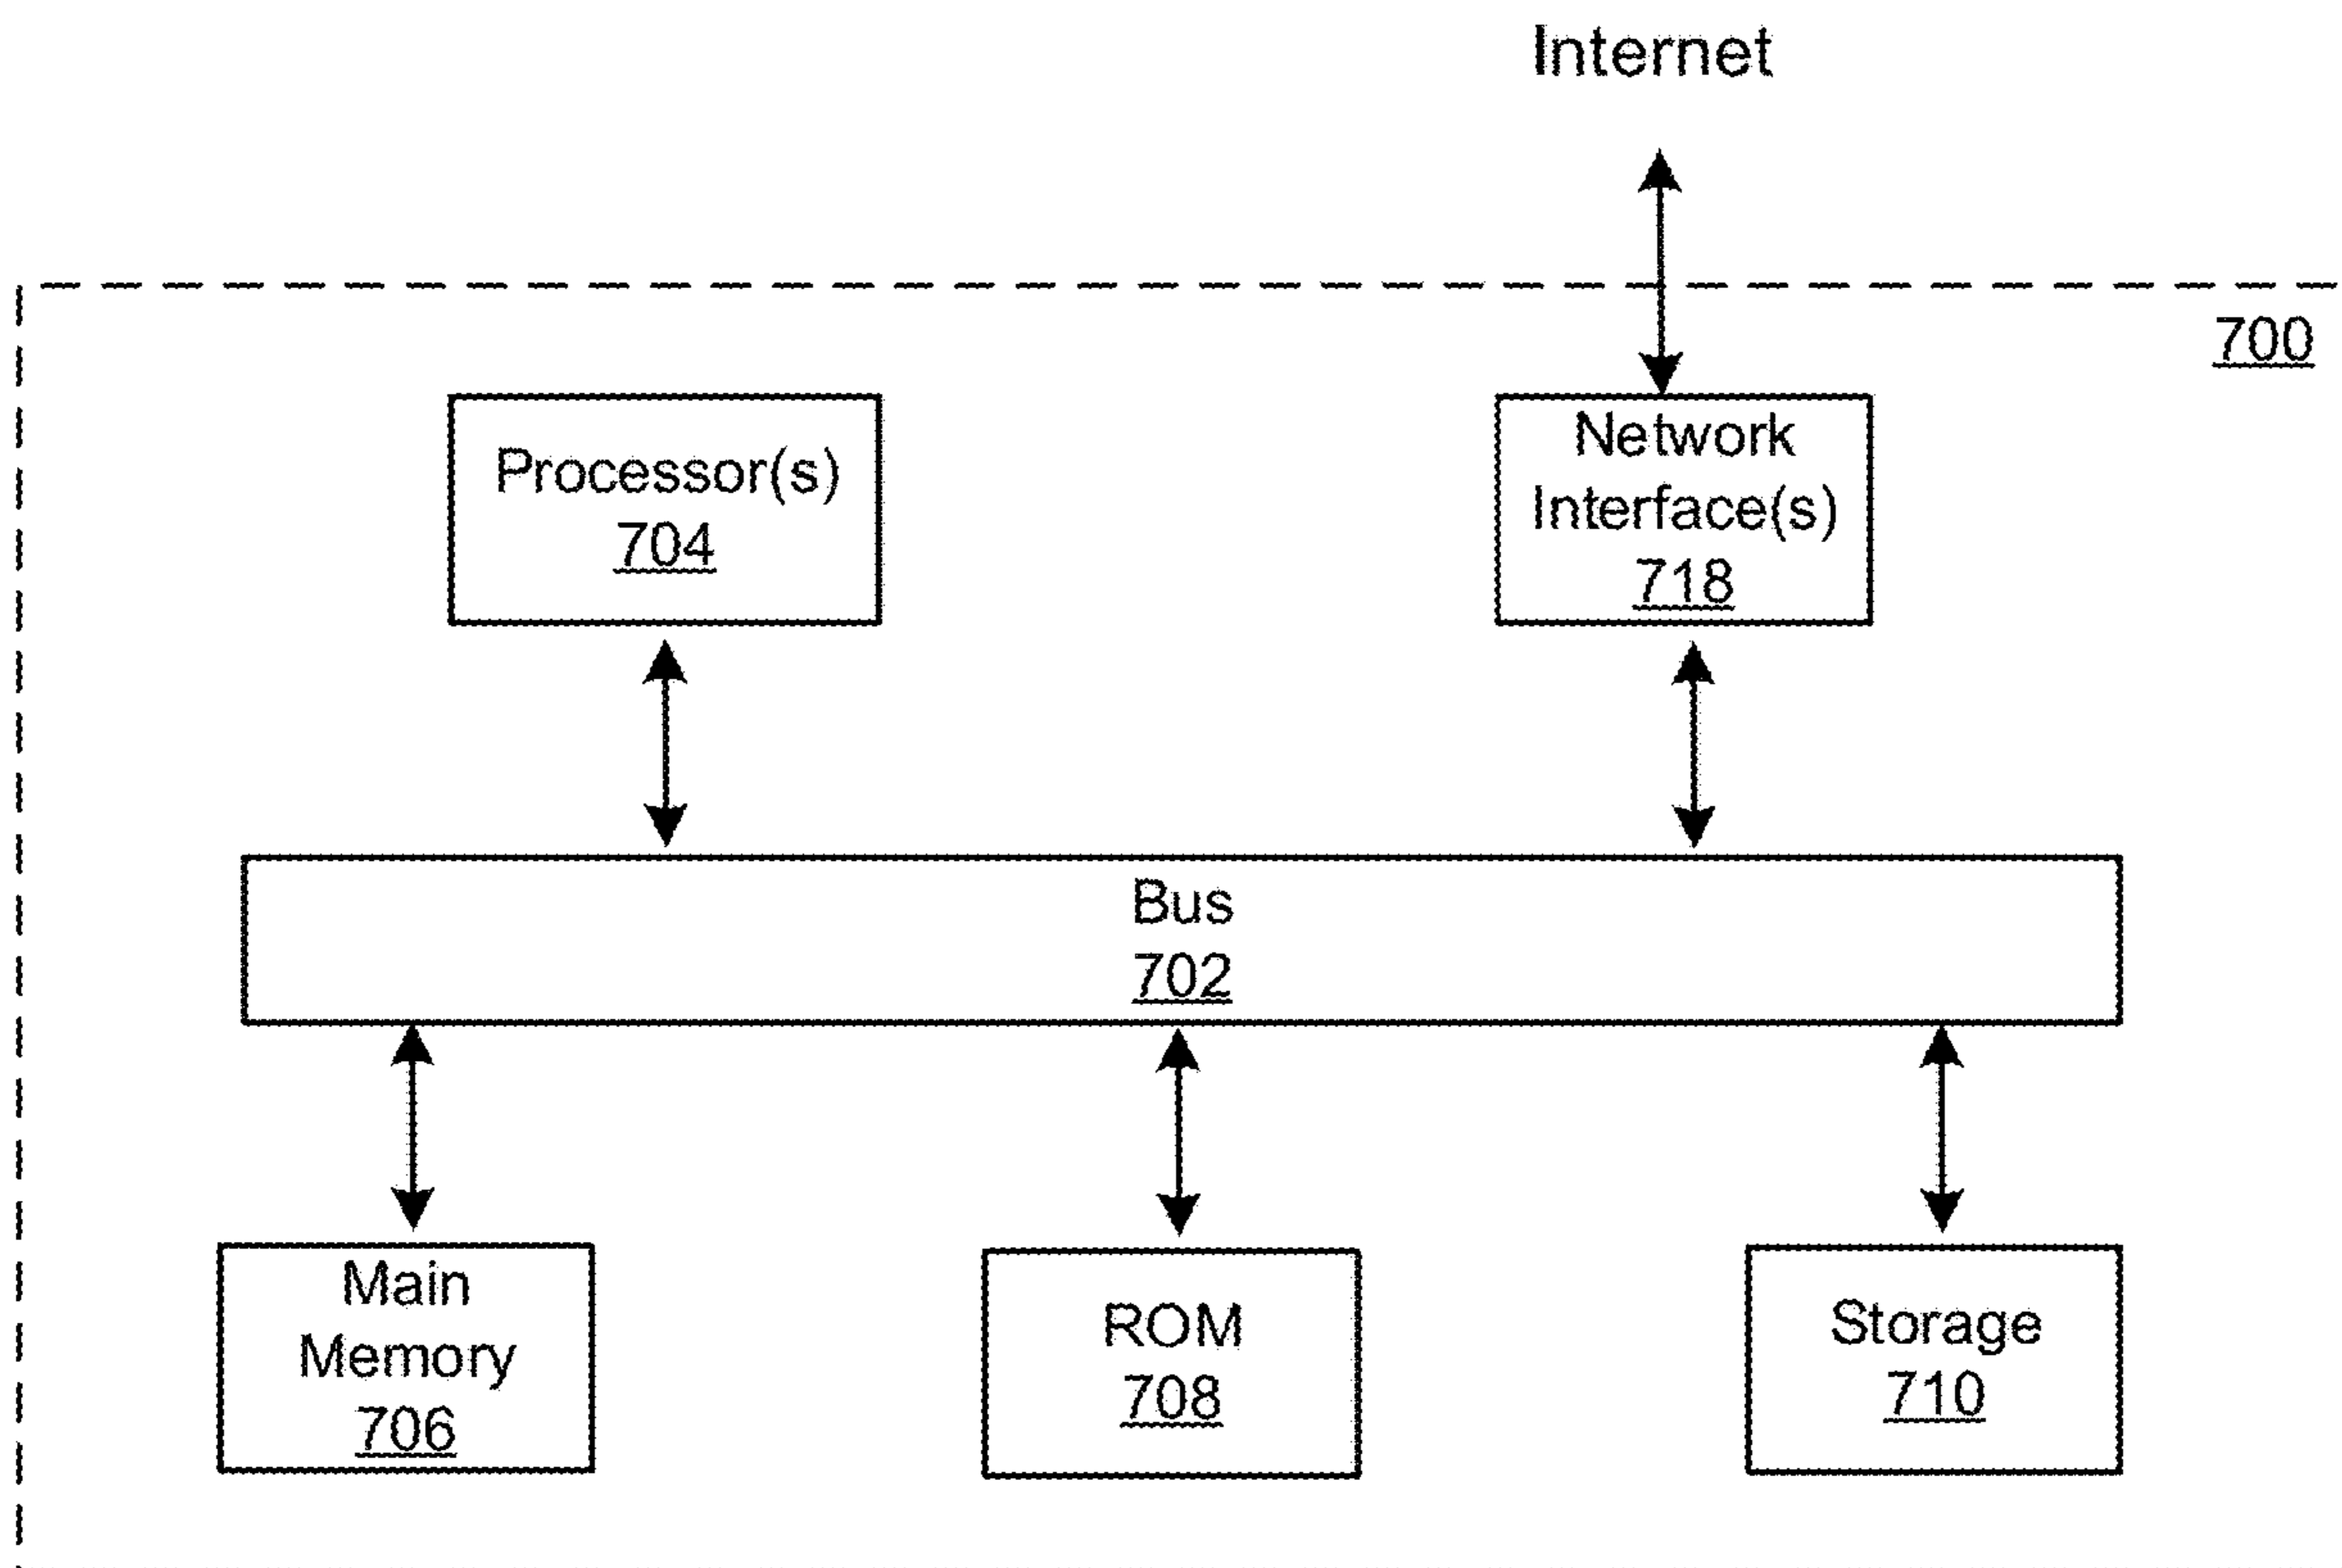 Internet
700
Processor(s)
704
Network
Interface(s)
718
Bus
702
Main
Memory
706
ROM
708
Storage
710